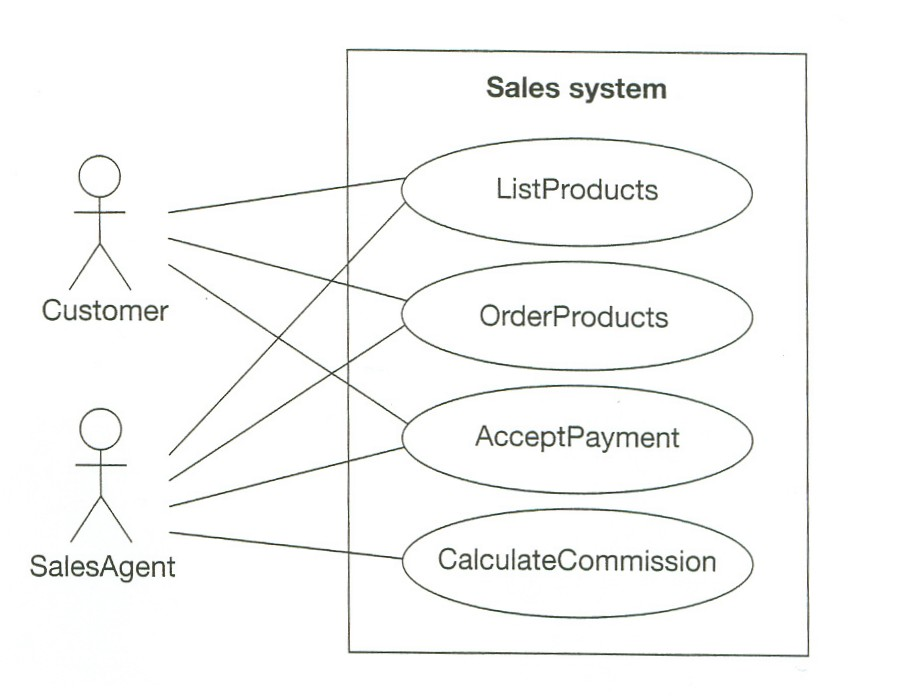 Sales system
ListProducts
Customer
OrderProducts
AcceptPayment
SalesAgent
CalculateCommission